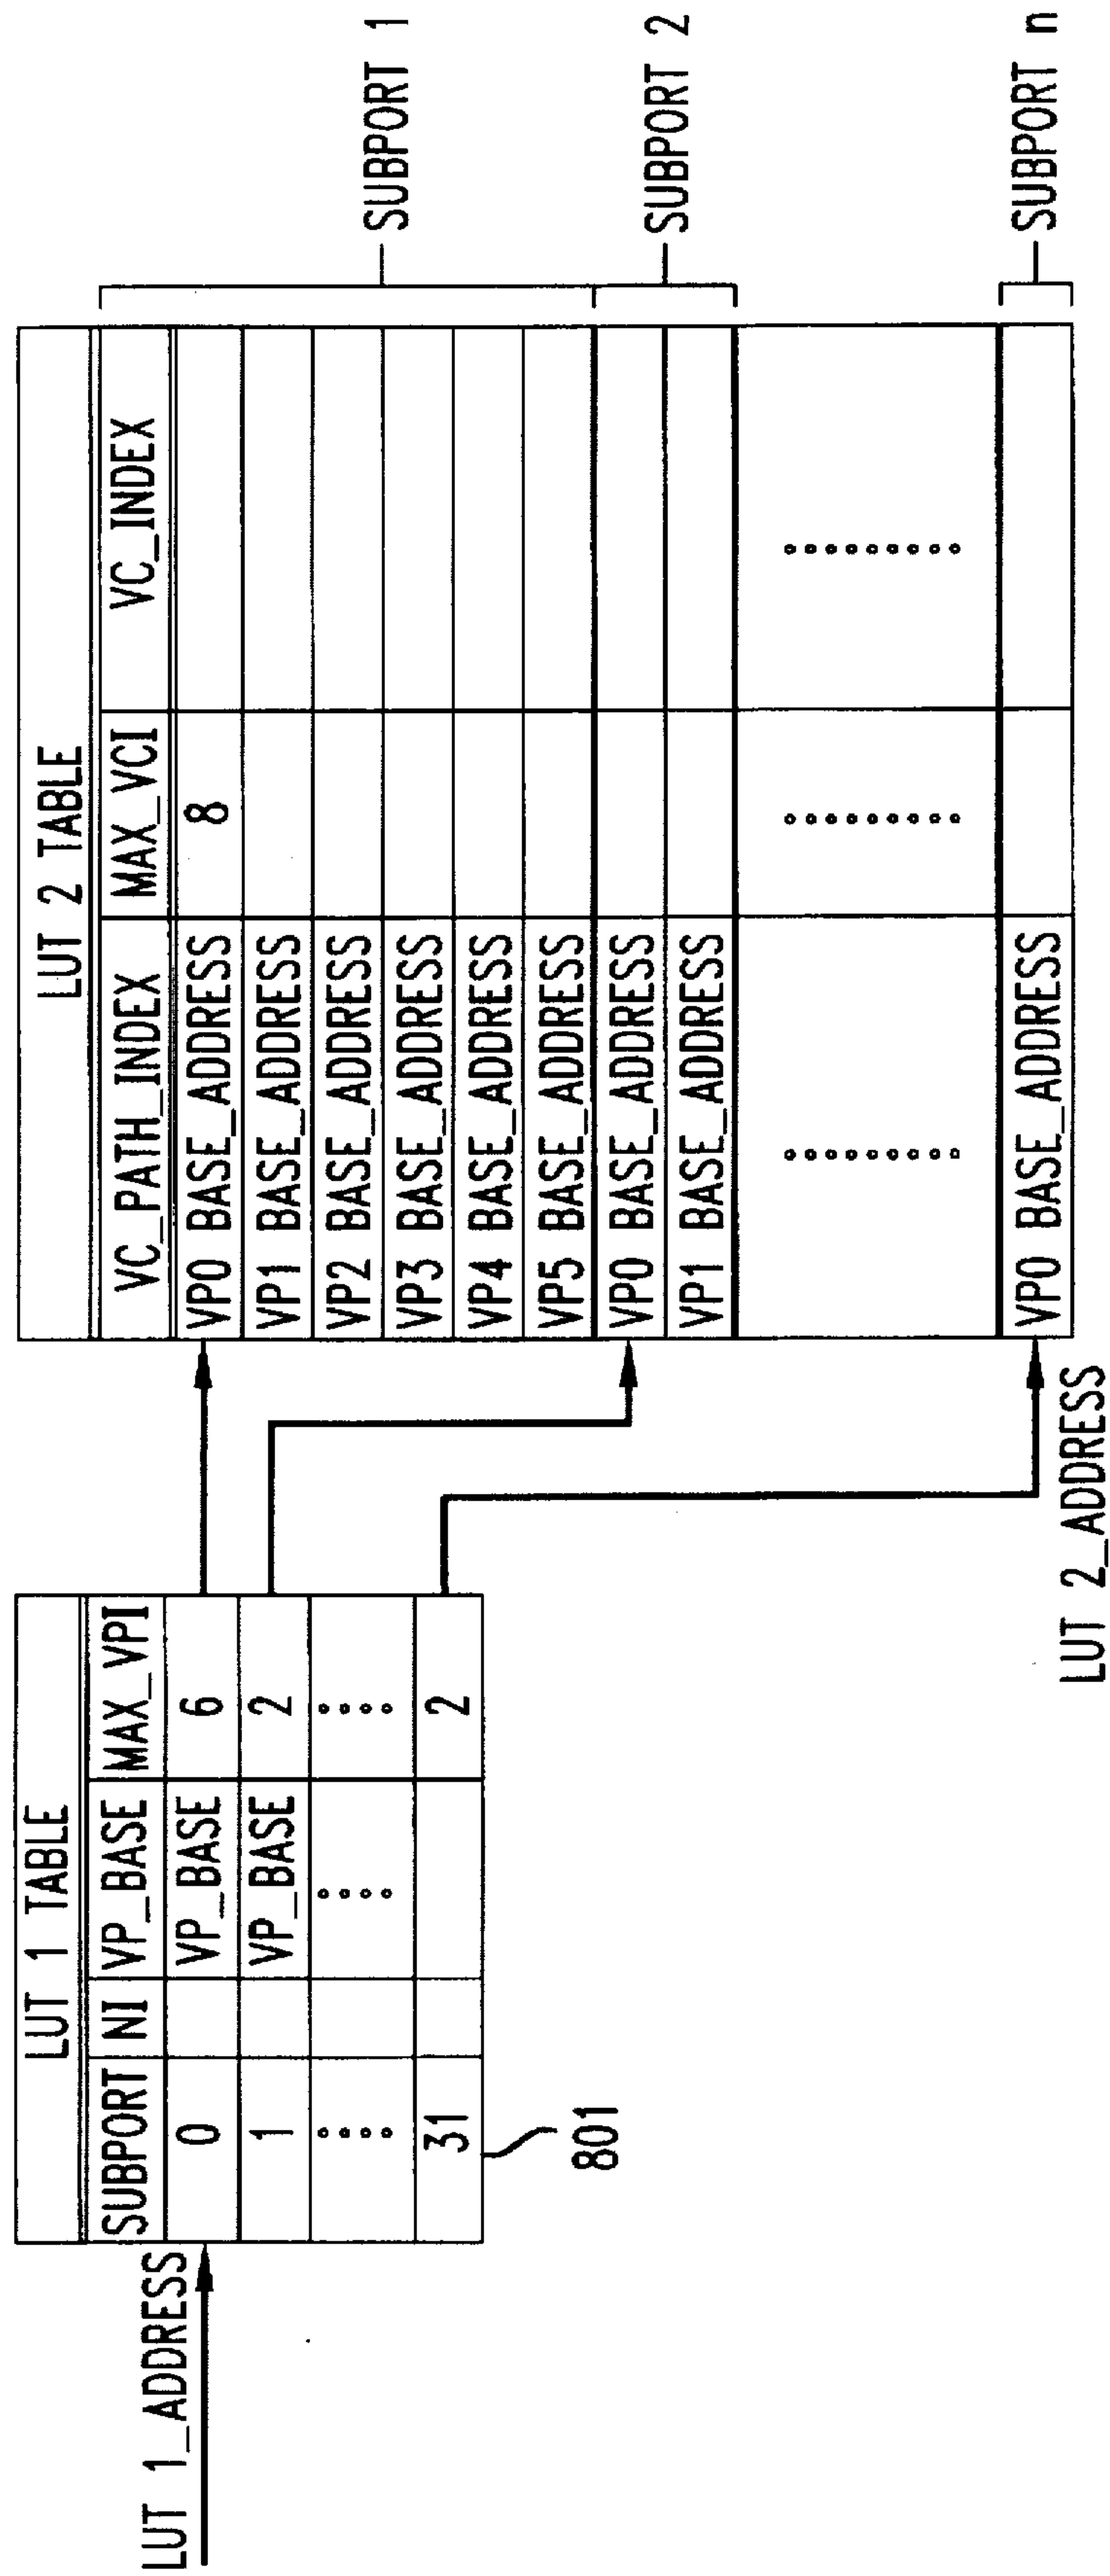 LUT 1_ADDRESS
LUT 1 TABLE
SUBPORT NI VP_BASE MAX_VPI
0 VP_BASE 6
1 VP_BASE 2
31 2
801
LUT 2_ADDRESS
LUT 2 TABLE
VC_PATH_INDEX MAX_VCI VC_INDEX
VP0 BASE_ADDRESS 8
VP1 BASE_ADDRESS
VP2 BASE_ADDRESS
VP3 BASE_ADDRESS
VP4 BASE_ADDRESS
VP5 BASE_ADDRESS
VP0 BASE_ADDRESS
VP1 BASE_ADDRESS
VP0 BASE_ADDRESS
SUBPORT 1
SUBPORT 2
SUBPORT n